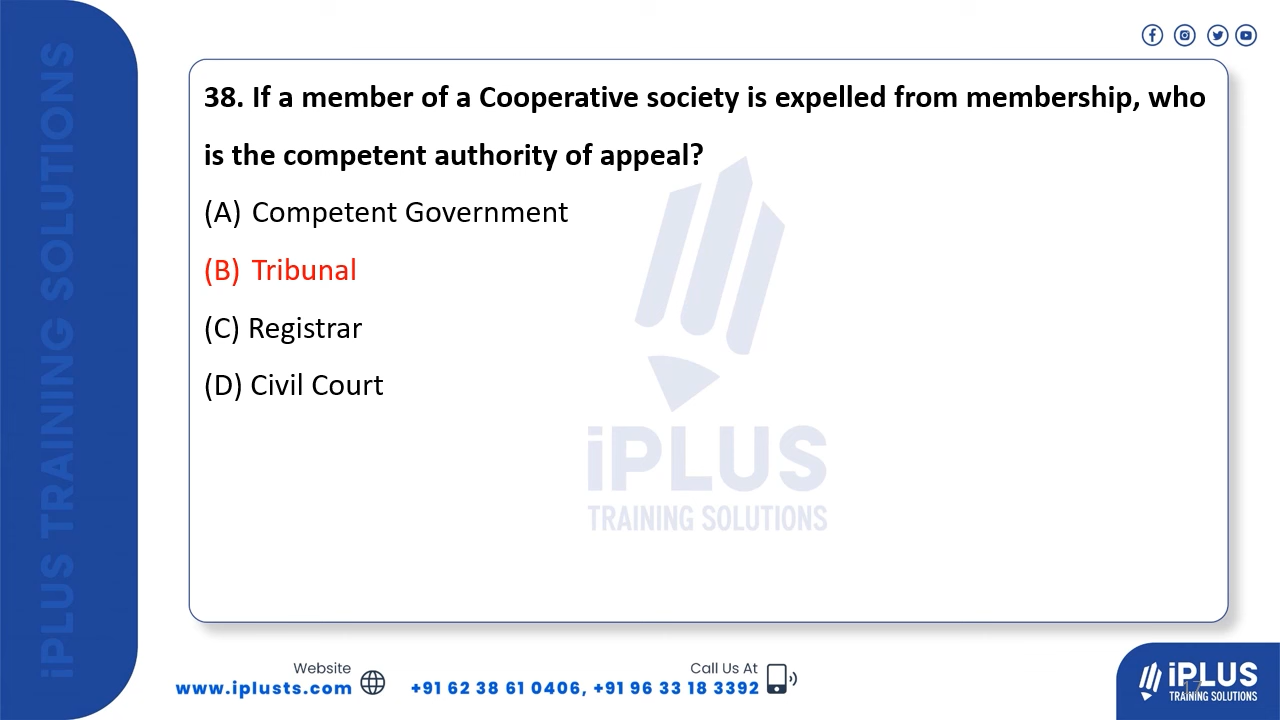 iPLUS TRAINING SOLUTIONS
38. If a member of a Cooperative society is expelled from membership, who
is the competent authority of appeal?
(A) Competent Government
(B) Tribunal
(C) Registrar
(D) Civil Court
iPLUS
TRAINING SOLUTIONS
Website
www.iplusts.com
Call Us At
+91 62 38 61 0406, +91 96 33 18 3392
iPLUS
TRAINING SOLUTIONS
17